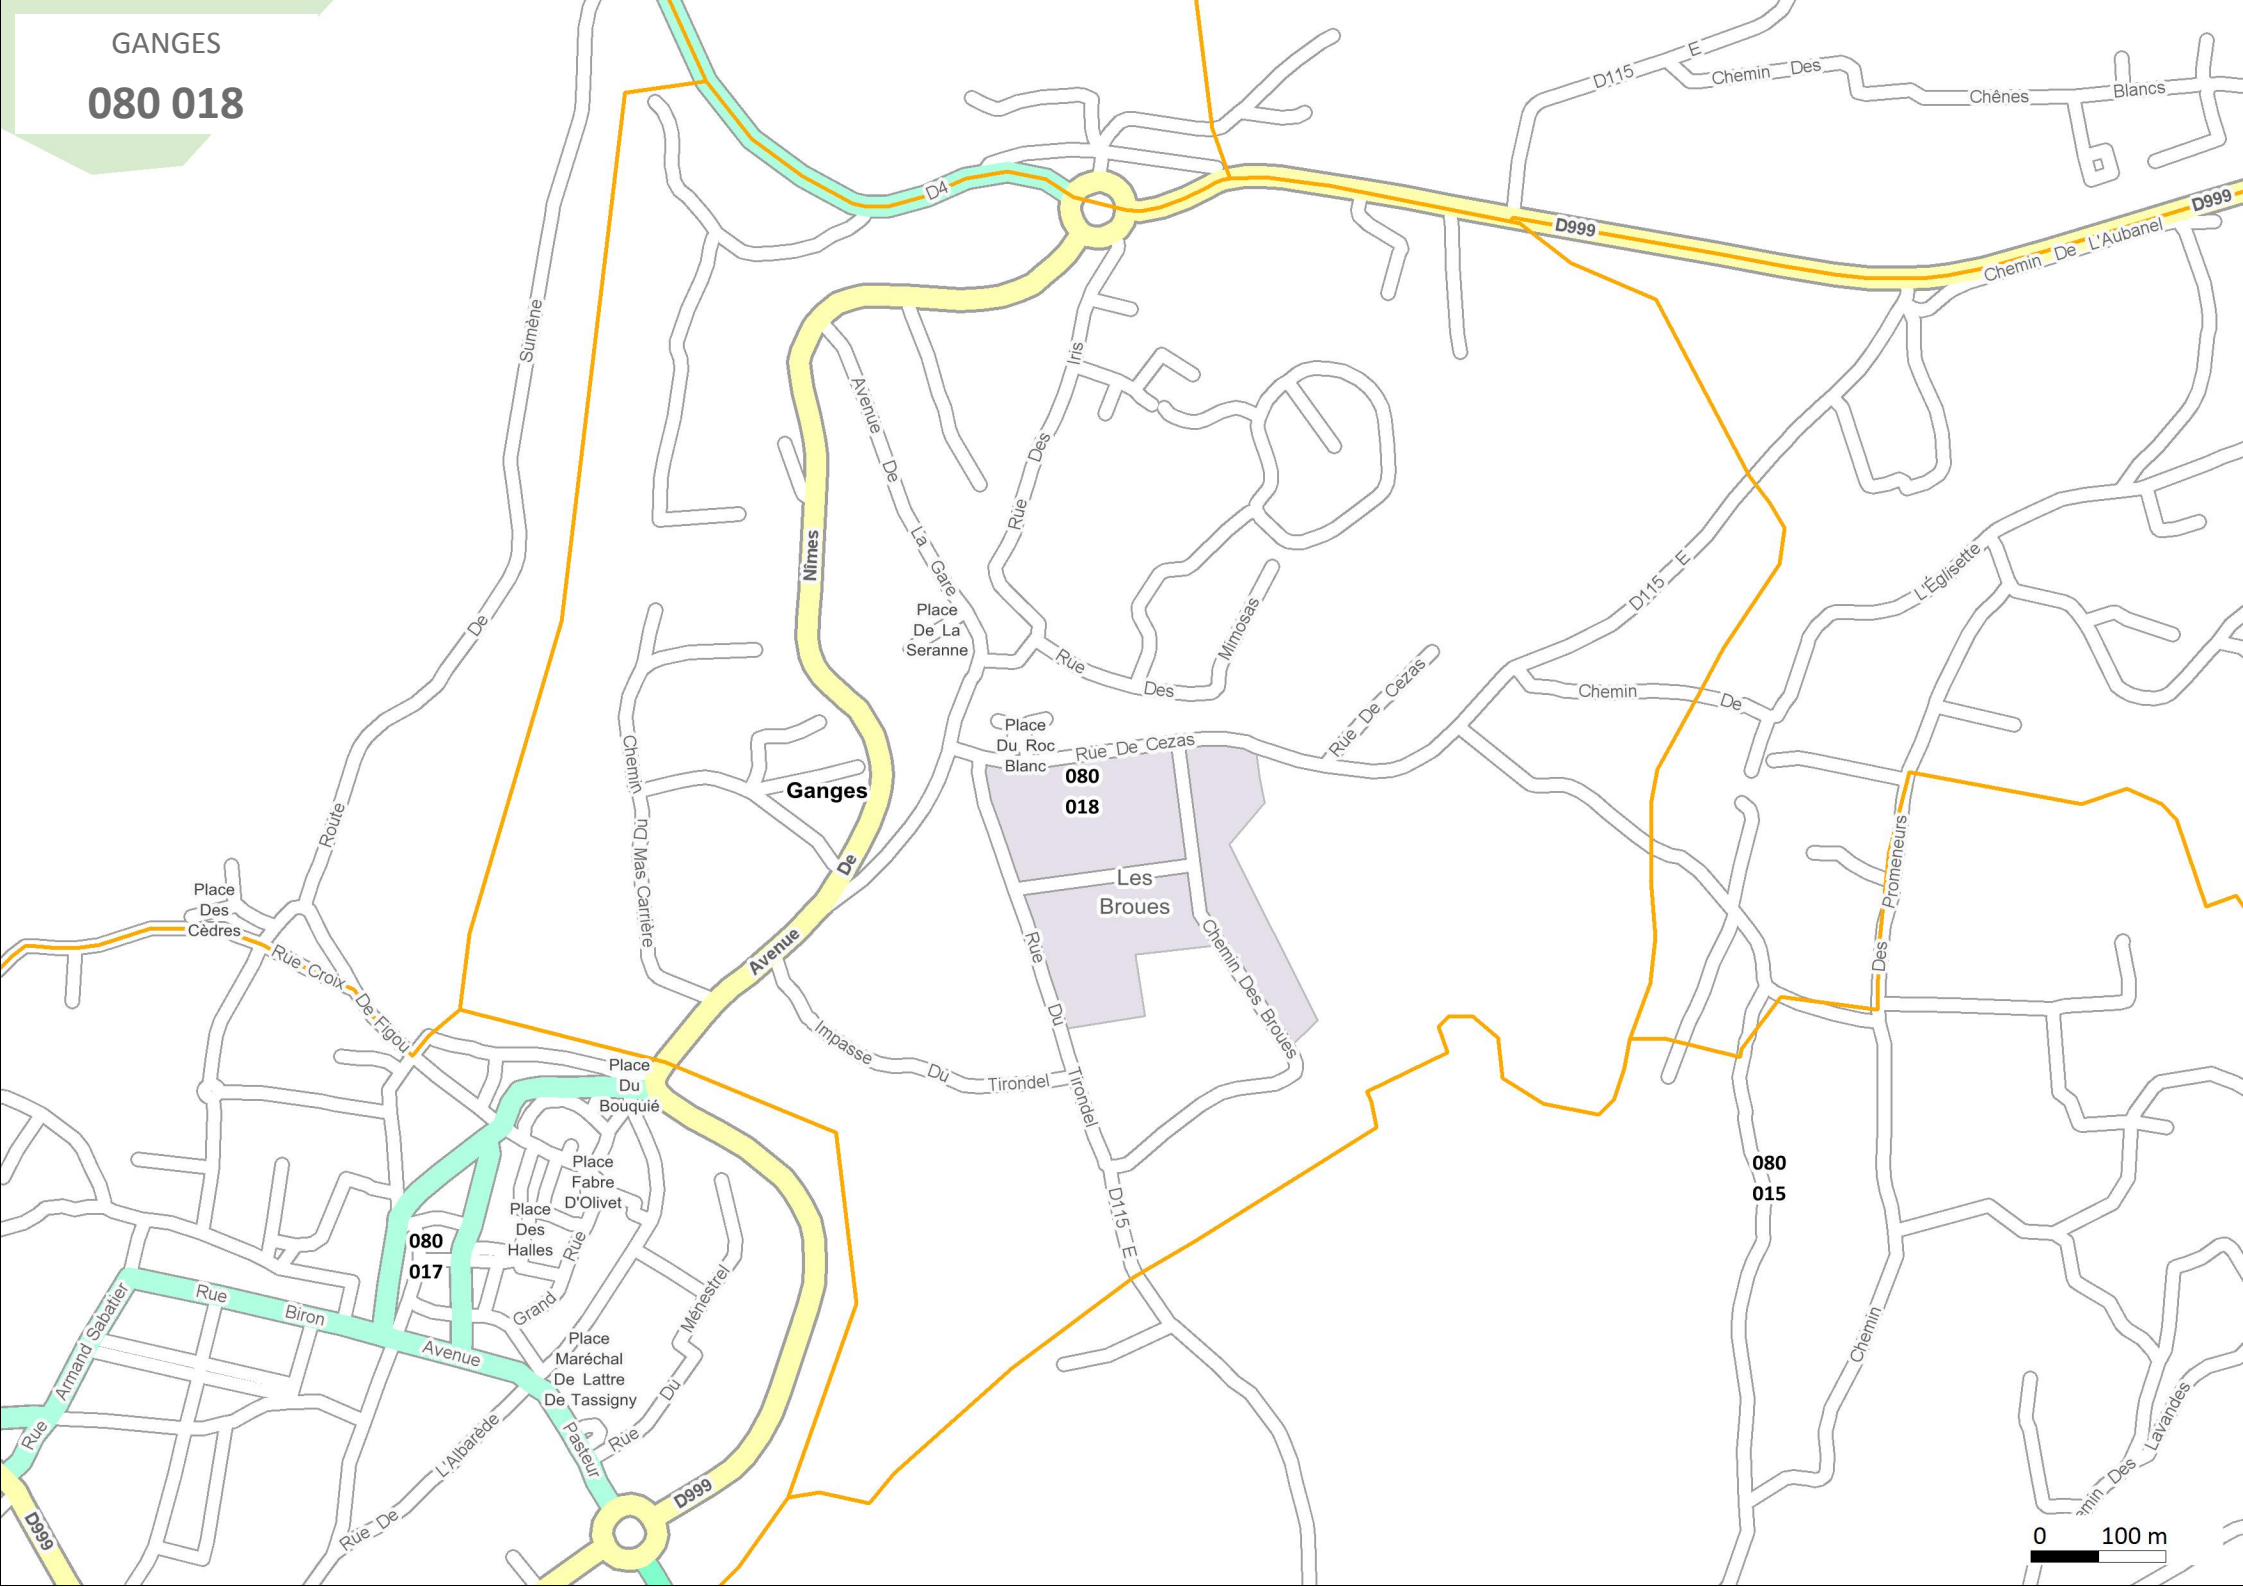 GANGES
080 018
D115 E
Chemin Des Chênes Blancs
D4
D999
D999
Chemin De L'Aubanel
Route De Sumène
Avenue De La Gare
Rue Des Iris
Avenue De Nîmes
Place
De La
Seranne
Rue Des Mimosas
D115 E
L'Églisette
Chemin De
Rue De Cezas
Place
Du Roc
Blanc
Rue De Cezas
080
018
Ganges
Chemin Du Mas Carrière
Les
Broues
Chemin Des Broues
Rue Du Tirondel
Impasse Du Tirondel
Des Promeneurs
Place
Des
Cèdres
Rue Croix De Figou
Place
Du
Bouquié
Place
Fabre
D'Olivet
Place
Des
Halles
Grand Rue
080
017
080
015
D115 E
Rue Biron
Avenue Pasteur
Rue Armand Sabatier
Place
Maréchal
De Lattre
De Tassigny
Rue Du Ménestrel
Rue De L'Albarède
D999
D999
Chemin
emin Des Lavandes
0 100 m